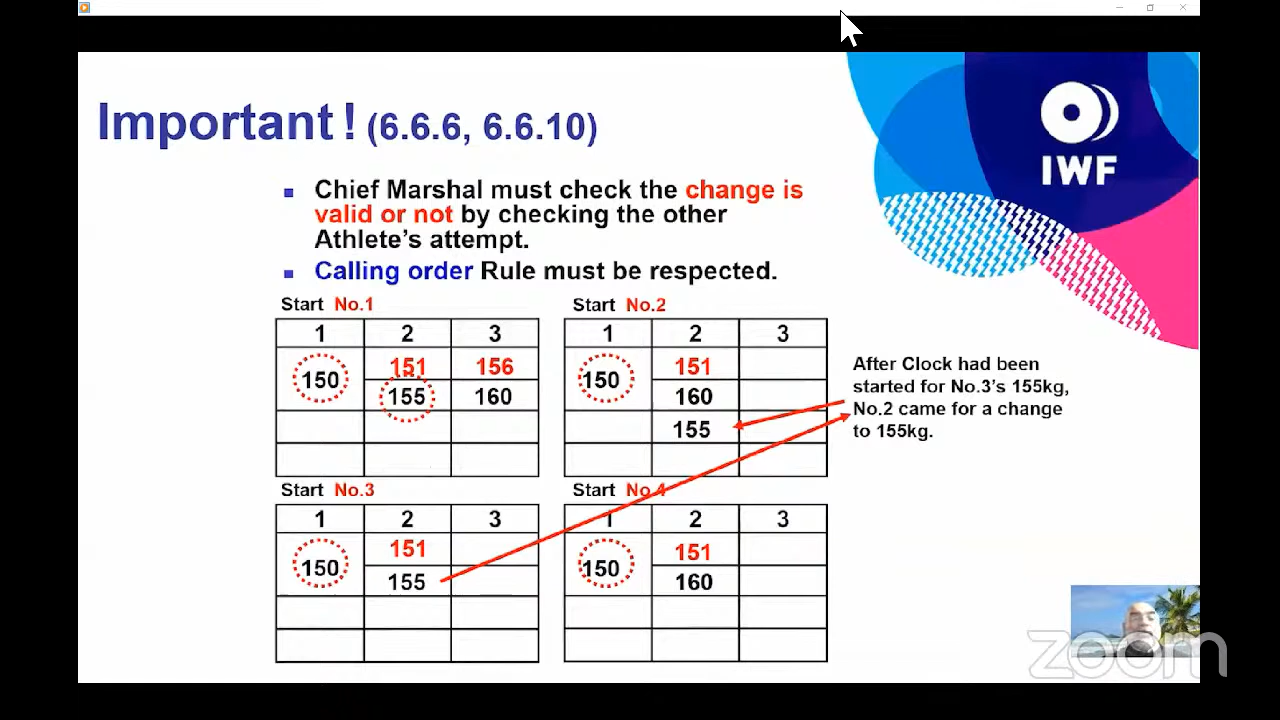 Important! (6.6.6, 6.6.10)
IWF
Chief Marshal must check the change is
valid or not by checking the other
Athlete's attempt.
Calling order Rule must be respected.
Start No.1
1 2 3
150 151 156
155 160
Start No.2
1 2 3
150 151
160
155
After Clock had been
started for No.3's 155kg,
No.2 came for a change
to 155kg.
Start No.3
1 2 3
150 151
155
Start No.4
1 2 3
150 151
160
zoom